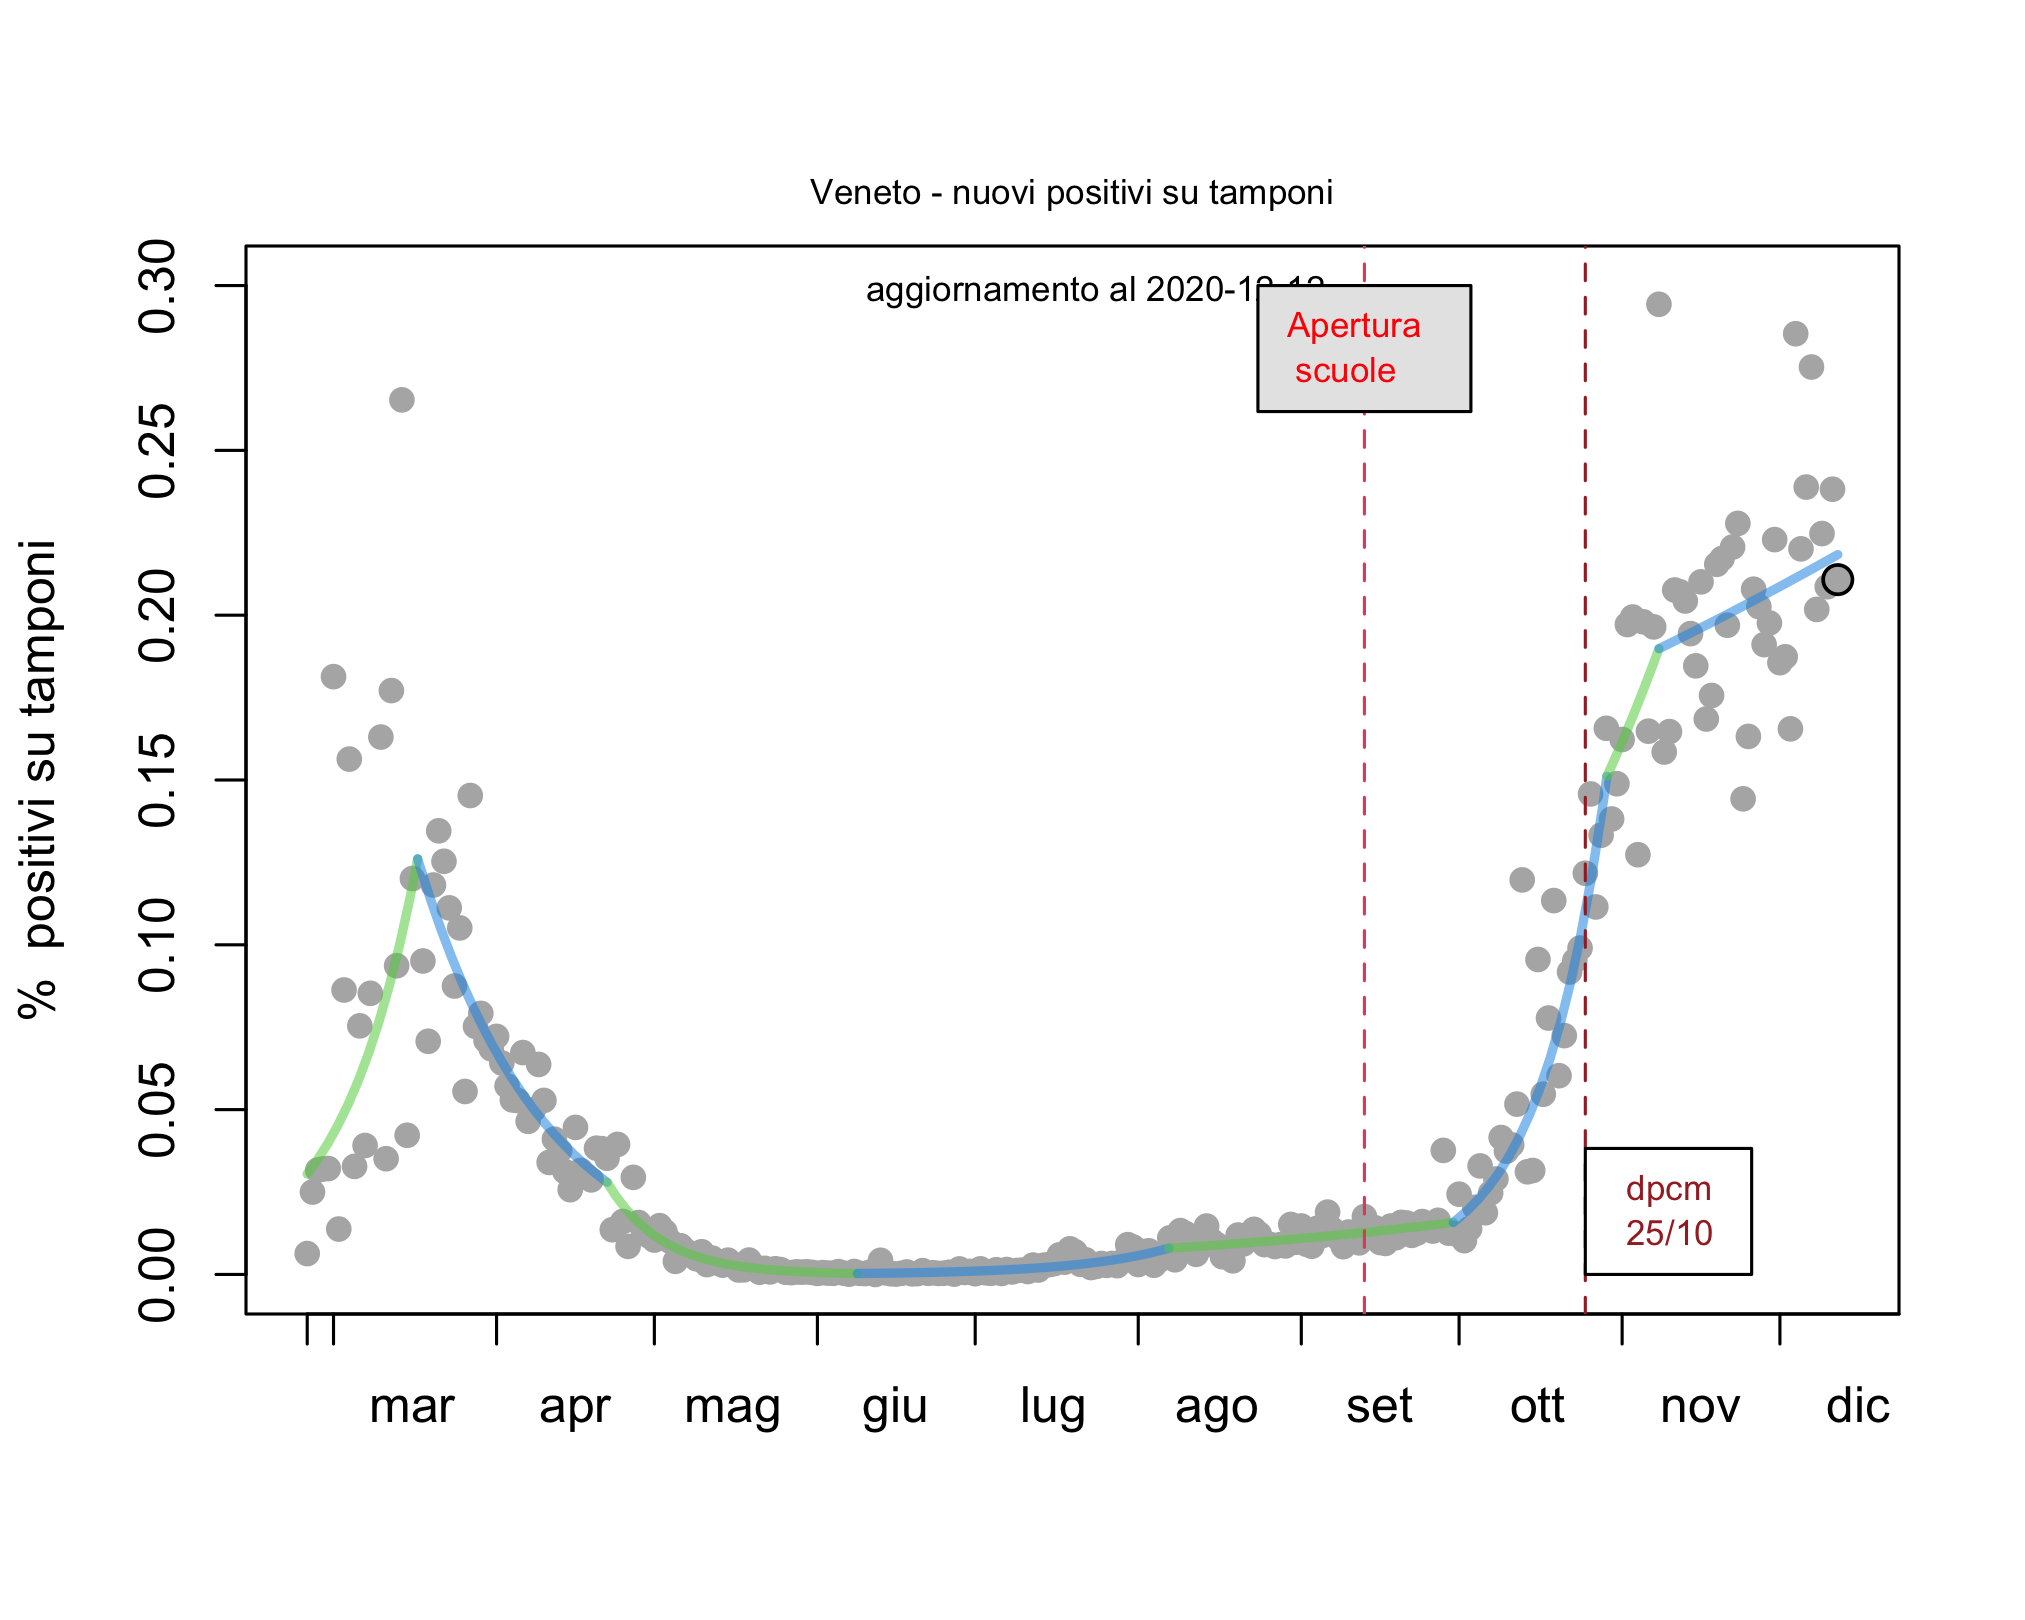 Veneto - nuovi positivi su tamponi
aggiornamento al
Apertura
scuole
% positivi su tamponi
0.30
0.25
0.20
0.15
0.10
0.05
0.00
dpcm
25/10
mar apr mag giu lug ago set ott nov dic